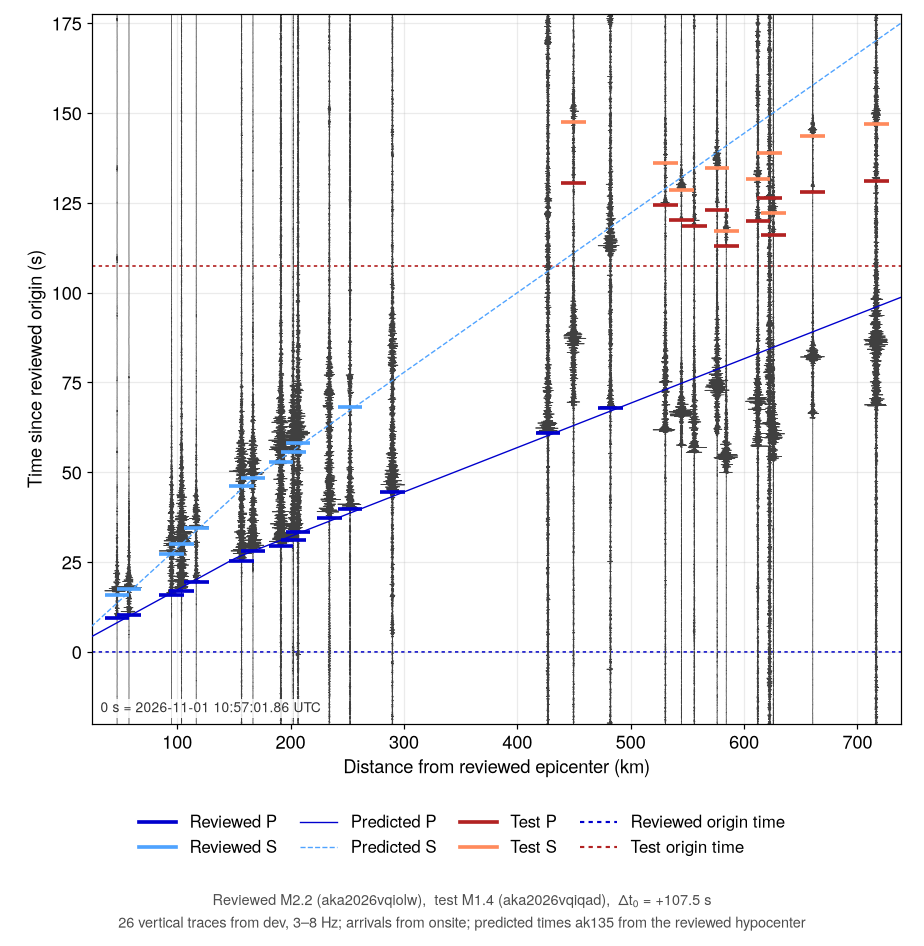 175
150
125
100
75
50
25
0
Time since reviewed origin (s)
0 s = 2026-11-01 10:57:01.86 UTC
100 200 300 400 500 600 700
Distance from reviewed epicenter (km)
Reviewed P Predicted P Test P Reviewed origin time
Reviewed S Predicted S Test S Test origin time
Reviewed M2.2 (aka2026vqiolw), test M1.4 (aka2026vqiqad), Δt₀ = +107.5 s
26 vertical traces from dev, 3–8 Hz; arrivals from onsite; predicted times ak135 from the reviewed hypocenter